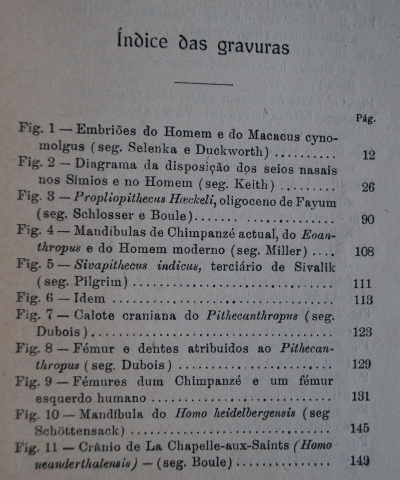 Índice das gravuras
Pág.
Fig. 1 — Embriões do Homem e do Macacus cyno-
molgus (seg. Selenka e Duckworth) .......... 12
Fig. 2 — Diagrama da disposição dos seios nasais
nos Símios e no Homem (seg. Keith) ......... 26
Fig. 3 — Propliopithecus Hœckeli, oligoceno de Fayum
(seg. Schlosser e Boule)...... ............. 90
Fig. 4 — Mandíbulas de Chimpanzé actual, do Eoan-
thropus e do Homem moderno (seg. Miller) .... 108
Fig. 5 — Sivapithecus indicus, terciário de Sivalik
(seg. Pilgrim) ............................. 111
Fig. 6 — Idem .............................. 113
Fig. 7 — Calote craniana do Pithecanthropus (seg.
Dubois) .................................... 123
Fig. 8 — Fémur e dentes atribuidos ao Pithecan-
thropus (seg. Dubois) ...................... 129
Fig. 9 — Fémures dum Chimpanzé e um fémur
esquerdo humano ............................ 131
Fig. 10 — Mandíbula do Homo heidelbergensis (seg
Schöttensack) .............................. 145
Fig. 11 — Crânio de La Chapelle-aux-Saints (Homo
neanderthalensis) — (seg. Boule) ........... 149